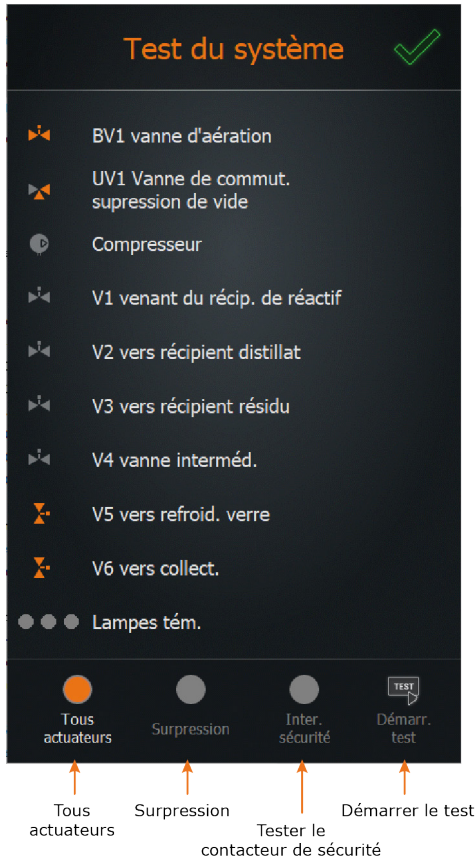 Test du système
BV1 vanne d'aération
UV1 Vanne de commut.
supression de vide
Compresseur
V1 venant du récip. de réactif
V2 vers récipient distillat
V3 vers récipient résidu
V4 vanne interméd.
V5 vers refroid. verre
V6 vers collect.
Lampes tém.
TEST
Tous
actuateurs
Surpression
Inter.
sécurité
Démarr.
test
Tous
actuateurs
Surpression
Tester le
contacteur de sécurité
Démarrer le test